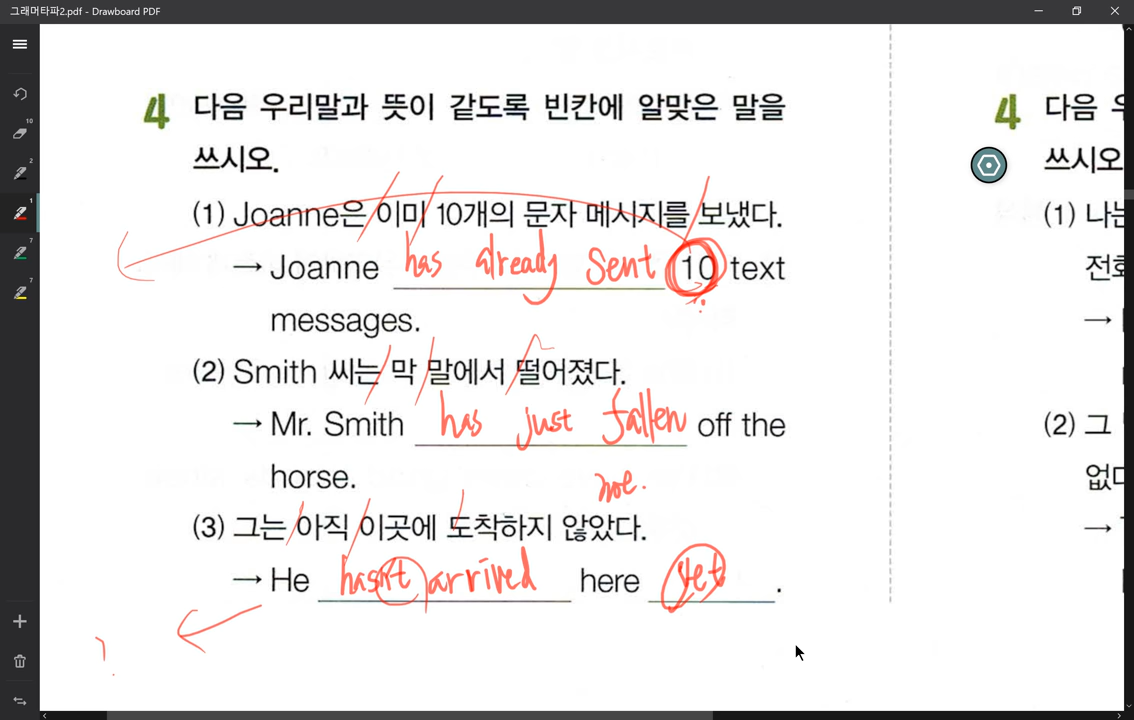 그래머타파2.pdf - Drawboard PDF
4 다음 우리말과 뜻이 같도록 빈칸에 알맞은 말을
쓰시오.
(1) Joanne은 이미 10개의 문자 메시지를 보냈다.
→ Joanne has already sent 10 text
messages.
(2) Smith 씨는 막 말에서 떨어졌다.
→ Mr. Smith has just fallen off the
horse.
(3) 그는 아직 이곳에 도착하지 않았다.
→ He hasn't arrived here yet.
4 다음 우
쓰시오
(1) 나는
전화
→
(2) 그
없다
→
10
2
1
7
7